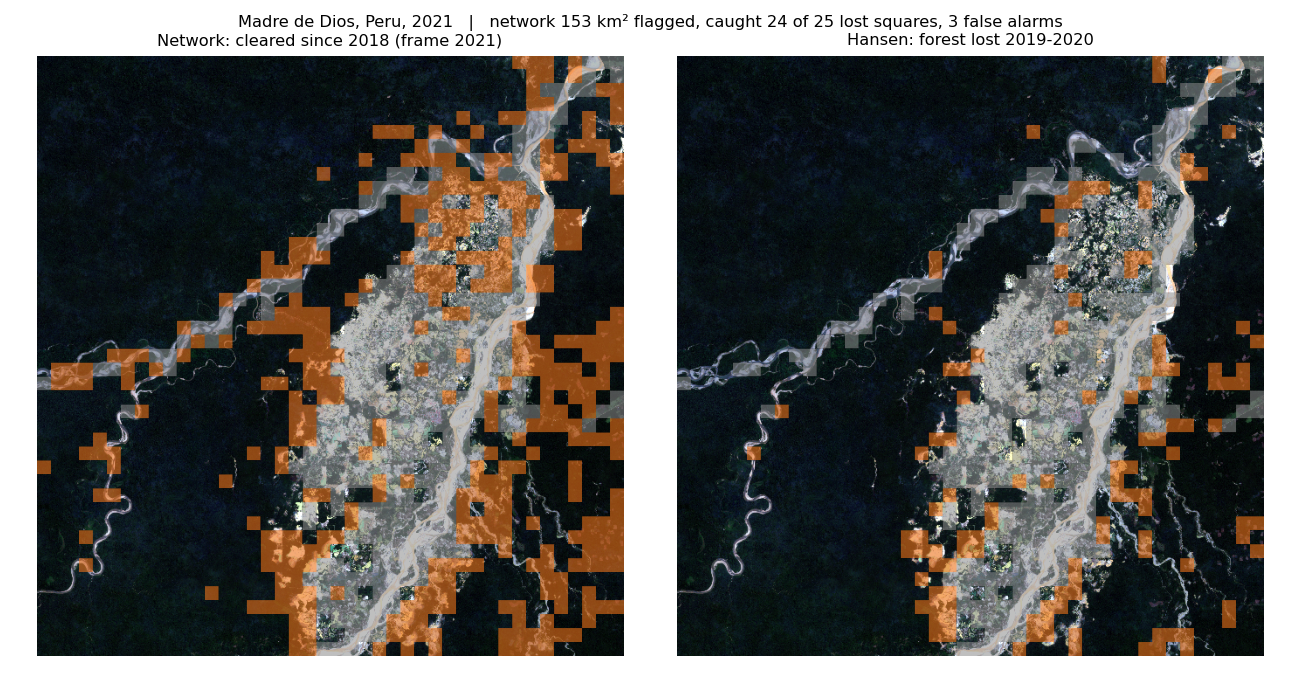 Madre de Dios, Peru, 2021 | network 153 km² flagged, caught 24 of 25 lost squares, 3 false alarms
Network: cleared since 2018 (frame 2021)
Hansen: forest lost 2019-2020